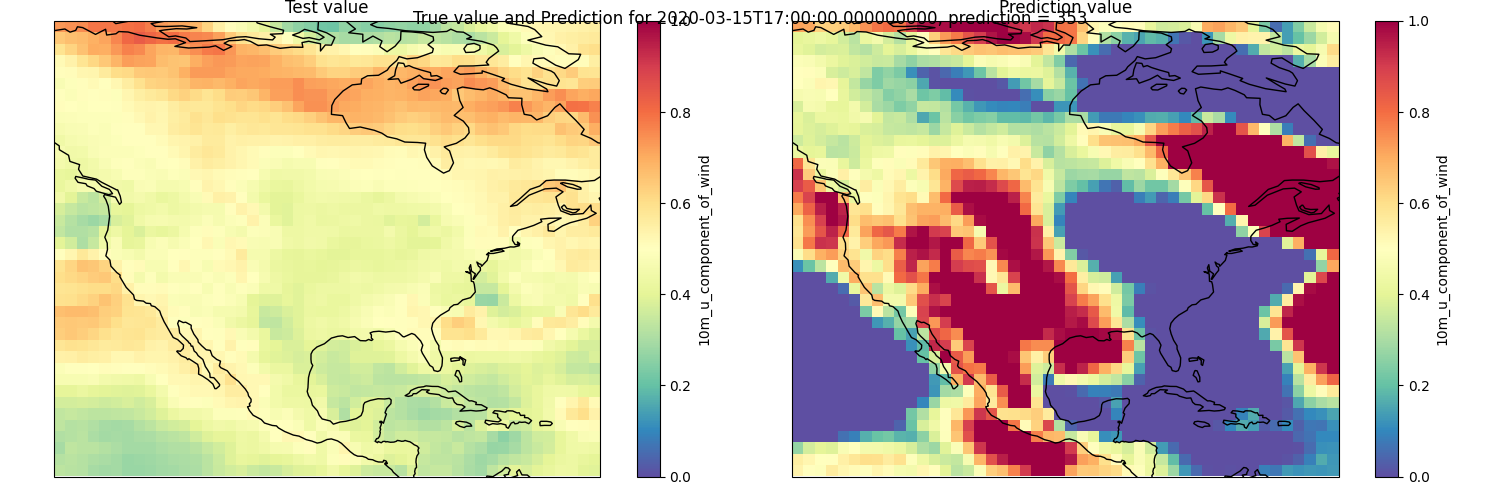 Test value
Prediction value
True value and Prediction for 2020-03-15T17:00:00.000000000, prediction = 353
1.0
0.8
0.6
0.4
0.2
0.0
10m_u_component_of_wind
1.0
0.8
0.6
0.4
0.2
0.0
10m_u_component_of_wind